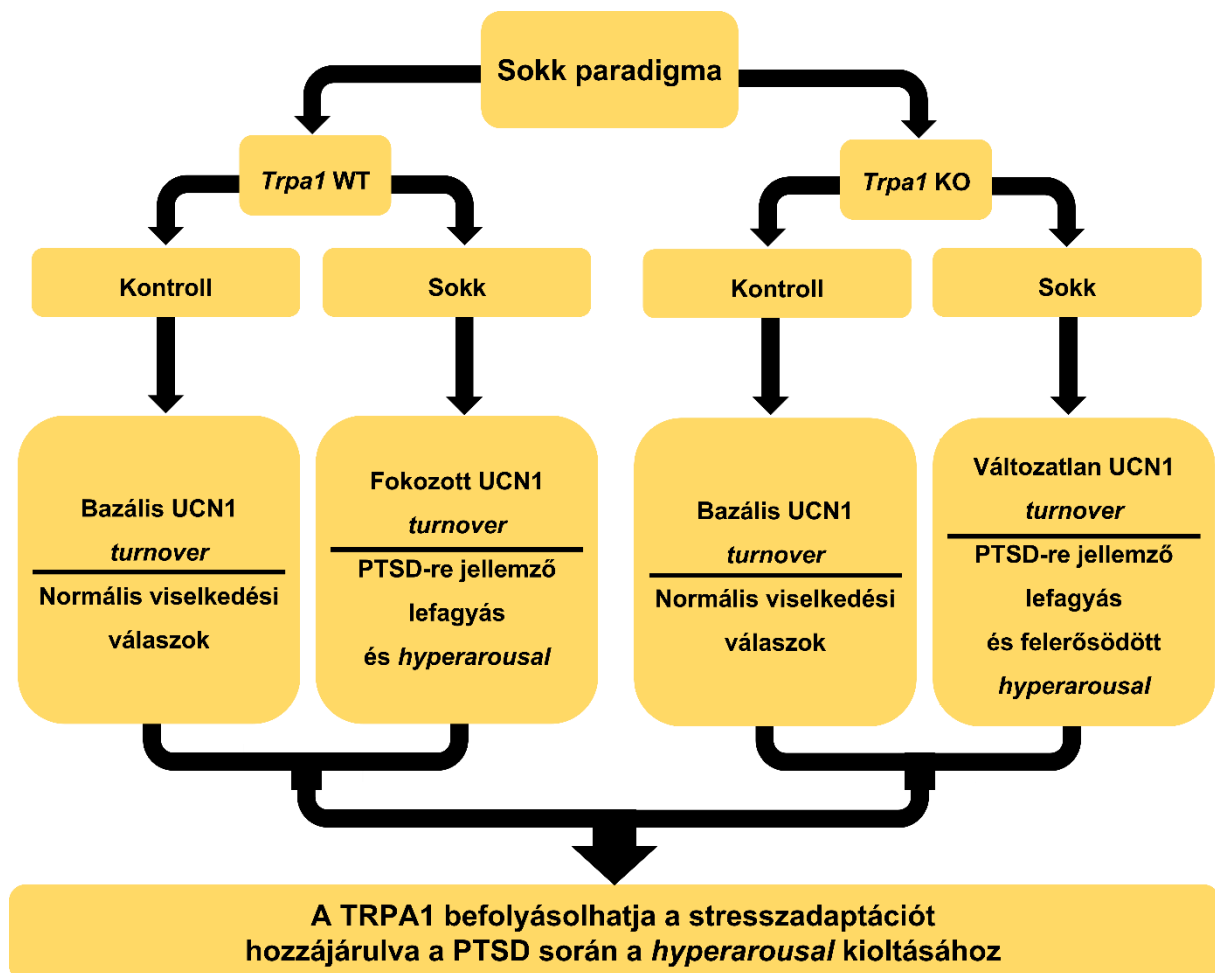 Sokk paradigma
Trpa1 WT
Trpa1 KO
Kontroll
Sokk
Kontroll
Sokk
Bazális UCN1
turnover
Normális viselkedési
válaszok
Fokozott UCN1
turnover
PTSD-re jellemző
lefagyás
és hyperarousal
Bazális UCN1
turnover
Normális viselkedési
válaszok
Változatlan UCN1
turnover
PTSD-re jellemző
lefagyás
és felerősödött
hyperarousal
A TRPA1 befolyásolhatja a stresszadaptációt
hozzájárulva a PTSD során a hyperarousal kioltásához